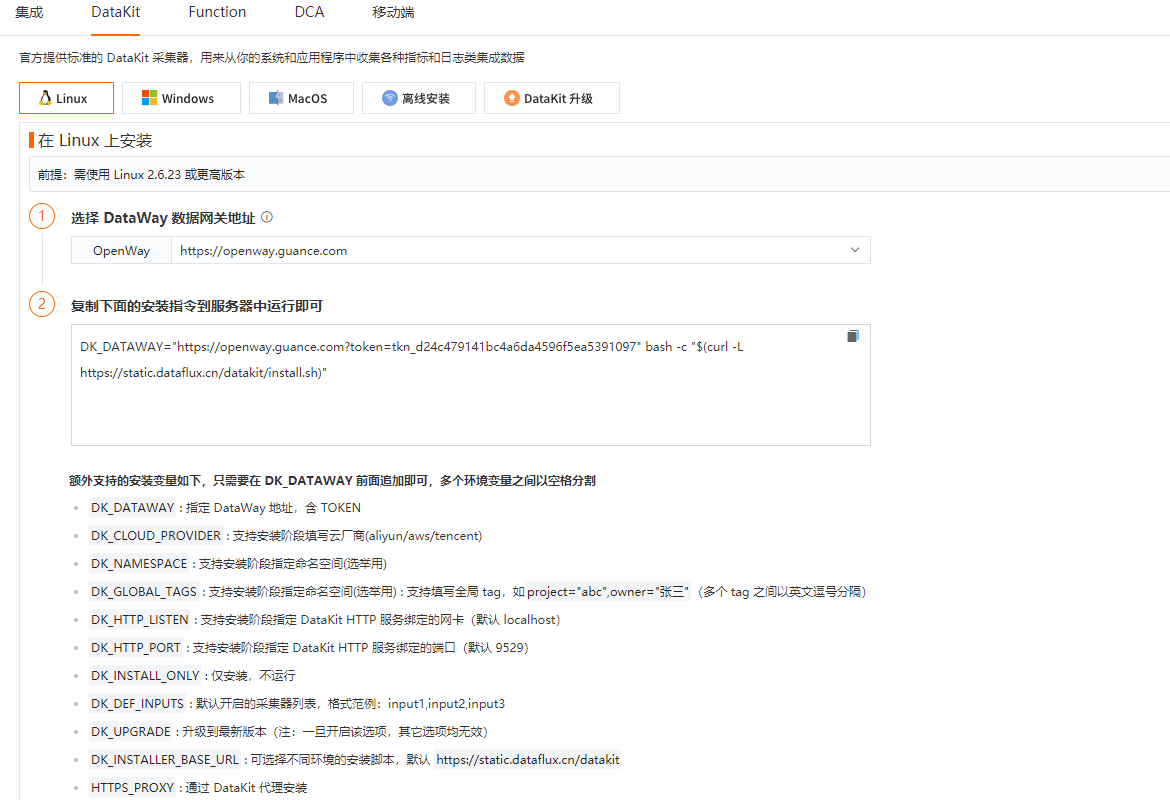 集成 DataKit Function DCA 移动端
官方提供标准的 DataKit 采集器，用来从你的系统和应用程序中收集各种指标和日志类集成数据
Linux Windows MacOS 离线安装 DataKit 升级
在 Linux 上安装
前提：需使用 Linux 2.6.23 或更高版本
1 选择 DataWay 数据网关地址
OpenWay https://openway.guance.com
2 复制下面的安装指令到服务器中运行即可
DK_DATAWAY="https://openway.guance.com?token=tkn_d24c479141bc4a6da4596f5ea5391097" bash -c "$(curl -L
https://static.dataflux.cn/datakit/install.sh)"
额外支持的安装变量如下，只需要在 DK_DATAWAY 前面追加即可，多个环境变量之间以空格分割
DK_DATAWAY : 指定 DataWay 地址，含 TOKEN
DK_CLOUD_PROVIDER : 支持安装阶段填写云厂商(aliyun/aws/tencent)
DK_NAMESPACE : 支持安装阶段指定命名空间(选举用)
DK_GLOBAL_TAGS : 支持安装阶段指定命名空间(选举用) : 支持填写全局 tag，如 project="abc",owner="张三"（多个 tag 之间以英文逗号分隔）
DK_HTTP_LISTEN : 支持安装阶段指定 DataKit HTTP 服务绑定的网卡（默认 localhost）
DK_HTTP_PORT : 支持安装阶段指定 DataKit HTTP 服务绑定的端口（默认 9529）
DK_INSTALL_ONLY : 仅安装，不运行
DK_DEF_INPUTS : 默认开启的采集器列表，格式范例：input1,input2,input3
DK_UPGRADE : 升级到最新版本（注：一旦开启该选项，其它选项均无效）
DK_INSTALLER_BASE_URL : 可选择不同环境的安装脚本，默认 https://static.dataflux.cn/datakit
HTTPS_PROXY : 通过 DataKit 代理安装